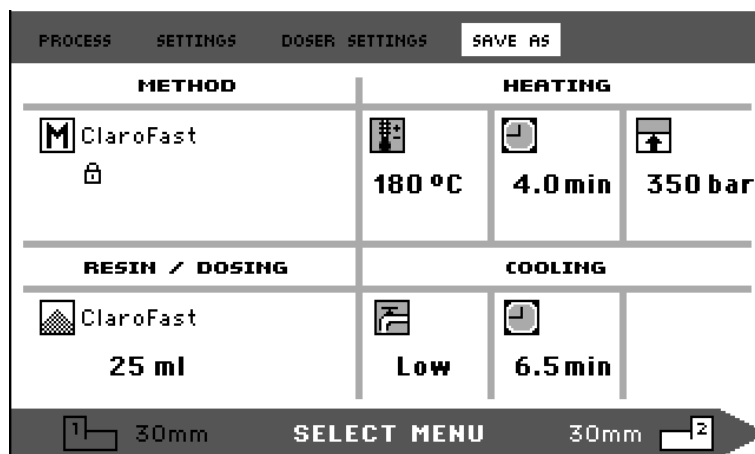 PROCESS SETTINGS DOSER SETTINGS SAVE AS
METHOD HEATING
M ClaroFast
180 ºC 4.0 min 350 bar
RESIN / DOSING COOLING
ClaroFast
25 ml Low 6.5 min
1 30mm SELECT MENU 30mm 2